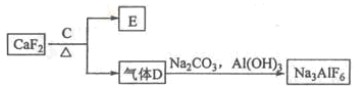 E
CaF₂
C
△
气体D
Na₂CO₃, Al(OH)₃
Na₃AlF₆